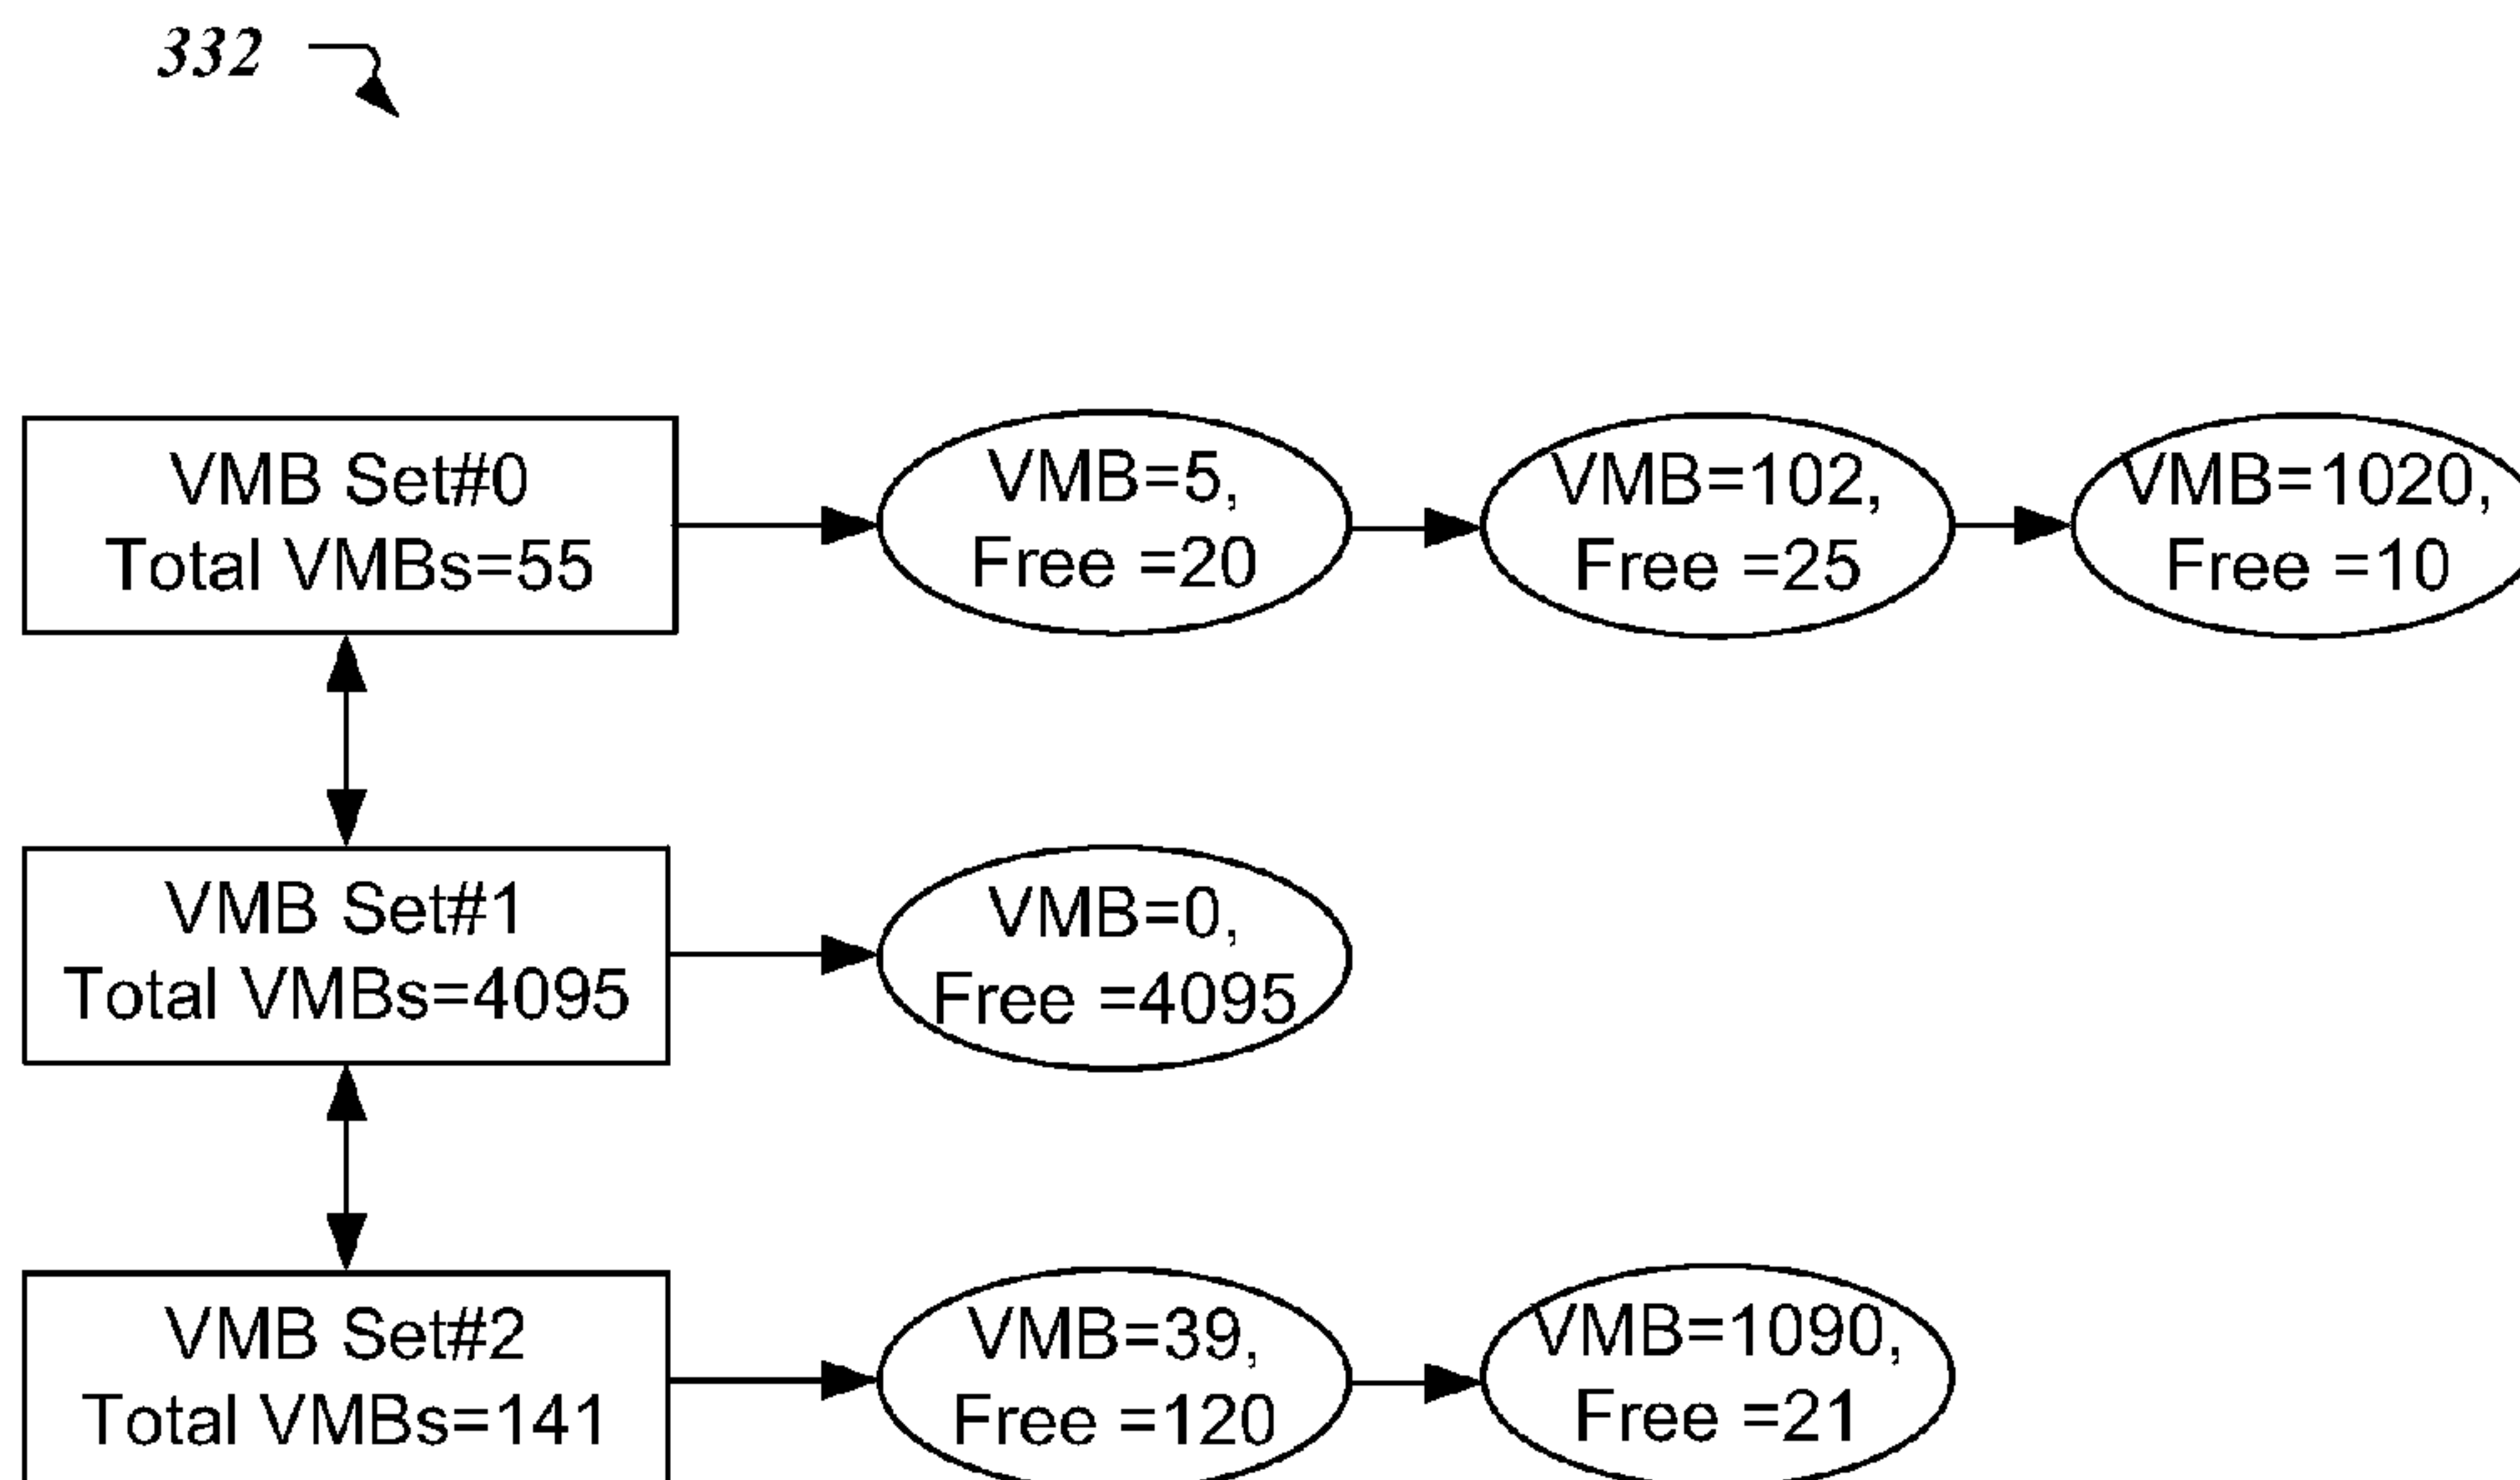 332
VMB Set#0
Total VMBs=55
VMB=5,
Free =20
VMB=102,
Free =25
VMB=1020,
Free =10
VMB Set#1
Total VMBs=4095
VMB=0,
Free =4095
VMB Set#2
Total VMBs=141
VMB=39,
Free =120
VMB=1090,
Free =21